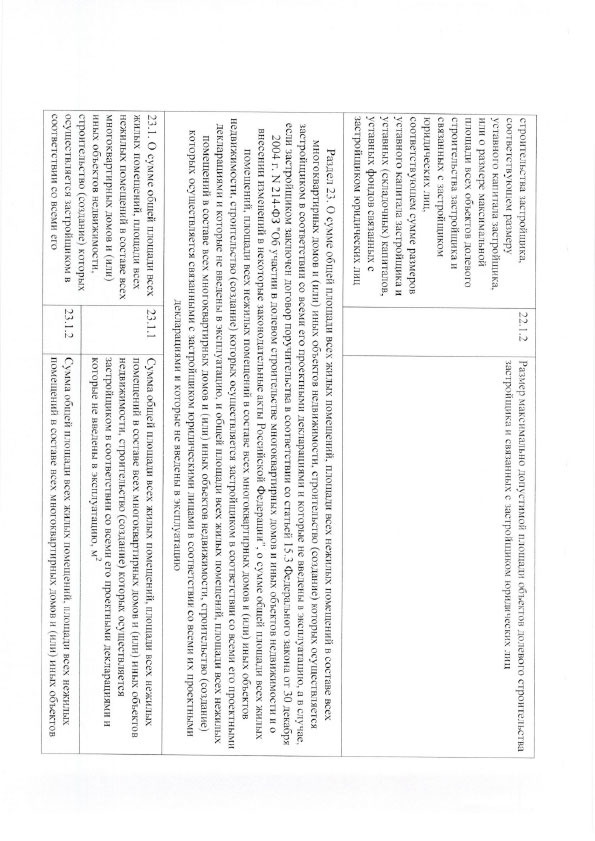 строительства застройщика,
соответствующем размеру
уставного капитала застройщика,
или о размере максимальной
площади всех объектов долевого
строительства застройщика и
связанных с застройщиком
юридических лиц,
соответствующем сумме размеров
уставного капитала застройщика и
уставных (складочных) капиталов,
уставных фондов связанных с
застройщиком юридических лиц
22.1.2
Размер максимально допустимой площади объектов долевого строительства
застройщика и связанных с застройщиком юридических лиц
Раздел 23. О сумме общей площади всех жилых помещений, площади всех нежилых помещений в составе всех
многоквартирных домов и (или) иных объектов недвижимости, строительство (создание) которых осуществляется
застройщиком в соответствии со всеми его проектными декларациями и которые не введены в эксплуатацию, а в случае,
если застройщиком заключен договор поручительства в соответствии со статьей 15.3 Федерального закона от 30 декабря
2004 г. N 214-ФЗ "Об участии в долевом строительстве многоквартирных домов и иных объектов недвижимости и о
внесении изменений в некоторые законодательные акты Российской Федерации", о сумме общей площади всех жилых
помещений, площади всех нежилых помещений в составе всех многоквартирных домов и (или) иных объектов
недвижимости, строительство (создание) которых осуществляется застройщиком в соответствии со всеми его проектными
декларациями и которые не введены в эксплуатацию, и общей площади всех жилых помещений, площади всех нежилых
помещений в составе всех многоквартирных домов и (или) иных объектов недвижимости, строительство (создание)
которых осуществляется связанными с застройщиком юридическими лицами в соответствии со всеми их проектными
декларациями и которые не введены в эксплуатацию
23.1. О сумме общей площади всех
жилых помещений, площади всех
нежилых помещений в составе всех
многоквартирных домов и (или)
иных объектов недвижимости,
строительство (создание) которых
осуществляется застройщиком в
соответствии со всеми его
23.1.1
Сумма общей площади всех жилых помещений, площади всех нежилых
помещений в составе всех многоквартирных домов и (или) иных объектов
недвижимости, строительство (создание) которых осуществляется
застройщиком в соответствии со всеми его проектными декларациями и
которые не введены в эксплуатацию, м²
23.1.2
Сумма общей площади всех жилых помещений, площади всех нежилых
помещений в составе всех многоквартирных домов и (или) иных объектов